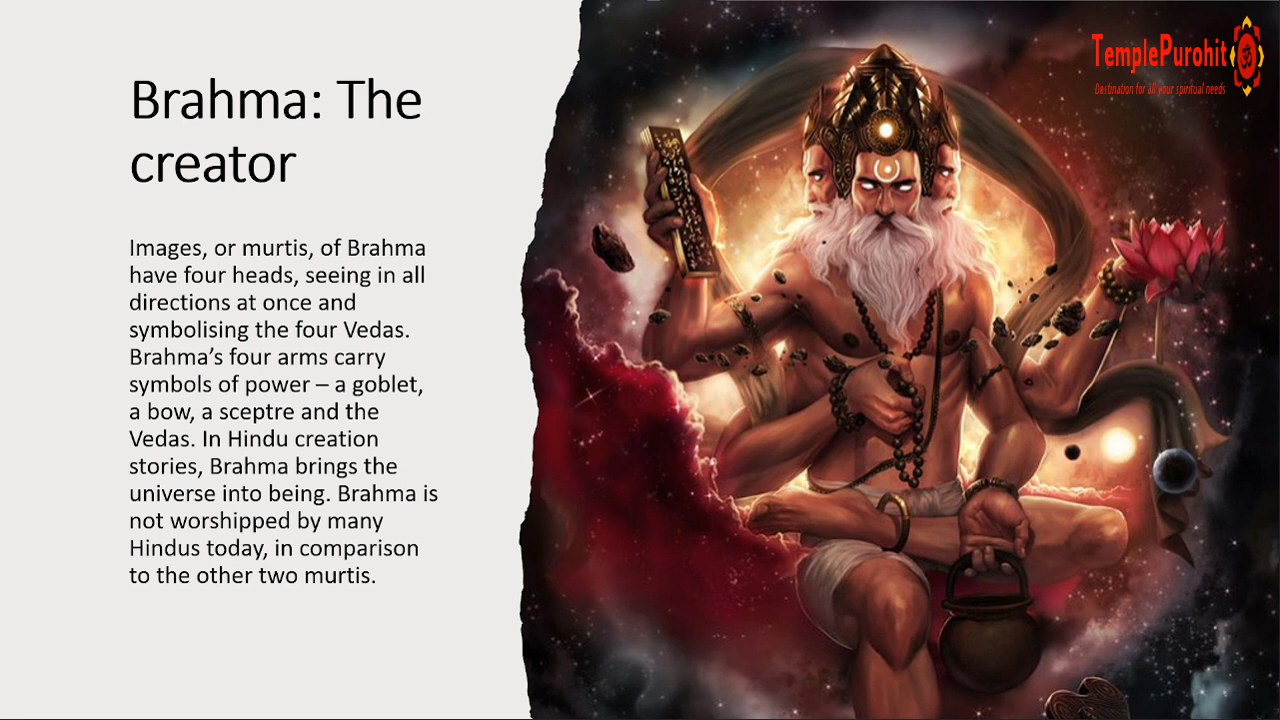 Brahma: The
creator
Images, or murtis, of Brahma
have four heads, seeing in all
directions at once and
symbolising the four Vedas.
Brahma’s four arms carry
symbols of power – a goblet,
a bow, a sceptre and the
Vedas. In Hindu creation
stories, Brahma brings the
universe into being. Brahma is
not worshipped by many
Hindus today, in comparison
to the other two murtis.
TemplePurohit
Destination for all your spiritual needs